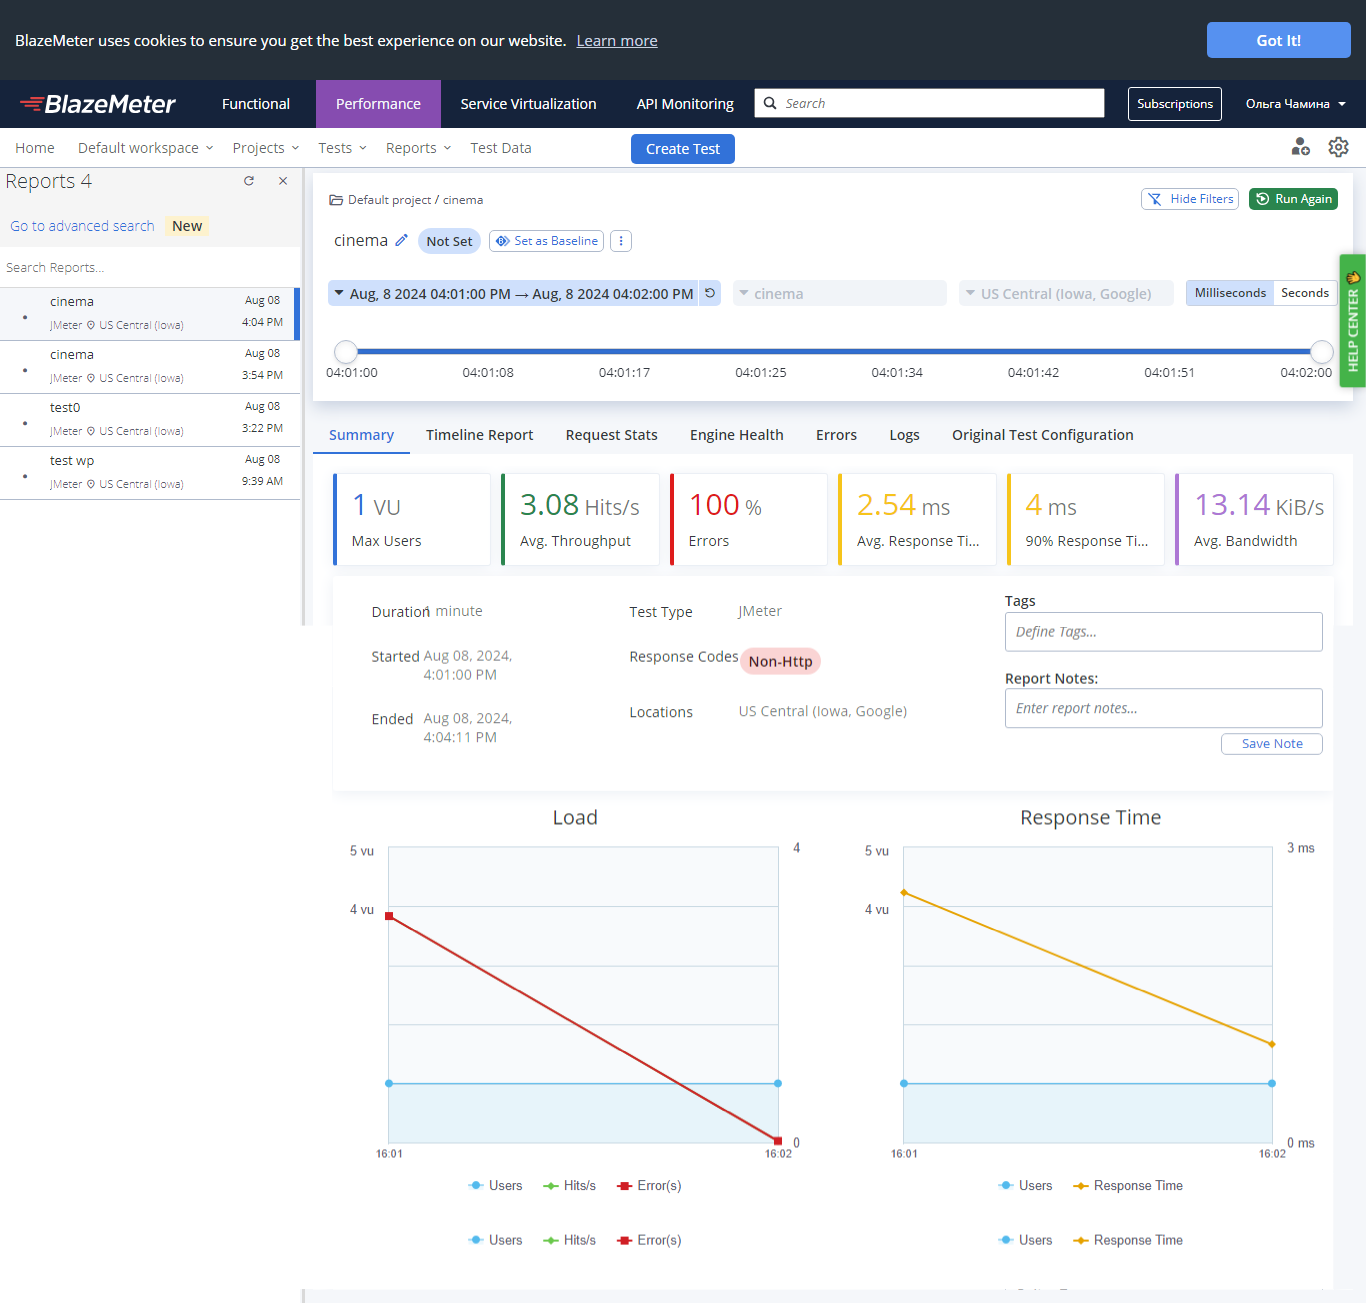 BlazeMeter uses cookies to ensure you get the best experience on our website. Learn more
Got It!
BlazeMeter
Functional
Performance
Service Virtualization
API Monitoring
Search
Subscriptions
Ольга Чамина
Home
Default workspace
Projects
Tests
Reports
Test Data
Create Test
Reports 4
Go to advanced search
New
Search Reports...
cinema
Aug 08
JMeter US Central (Iowa)
4:04 PM
cinema
Aug 08
JMeter US Central (Iowa)
3:54 PM
test0
Aug 08
JMeter US Central (Iowa)
3:22 PM
test wp
Aug 08
JMeter US Central (Iowa)
9:39 AM
Default project / cinema
Hide Filters
Run Again
cinema
Not Set
Set as Baseline
Aug, 8 2024 04:01:00 PM → Aug, 8 2024 04:02:00 PM
cinema
US Central (Iowa, Google)
Milliseconds
Seconds
HELP CENTER
04:01:00
04:01:08
04:01:17
04:01:25
04:01:34
04:01:42
04:01:51
04:02:00
Summary
Timeline Report
Request Stats
Engine Health
Errors
Logs
Original Test Configuration
1 VU
Max Users
3.08 Hits/s
Avg. Throughput
100 %
Errors
2.54 ms
Avg. Response Ti...
4 ms
90% Response Ti...
13.14 KiB/s
Avg. Bandwidth
Duration 1 minute
Started Aug 08, 2024,
4:01:00 PM
Ended Aug 08, 2024,
4:04:11 PM
Test Type JMeter
Response Codes Non-Http
Locations US Central (Iowa, Google)
Tags
Define Tags...
Report Notes:
Enter report notes...
Save Note
Load
5 vu
4
4 vu
0
16:01
16:02
Users
Hits/s
Error(s)
Users
Hits/s
Error(s)
Response Time
5 vu
3 ms
4 vu
0 ms
16:01
16:02
Users
Response Time
Users
Response Time